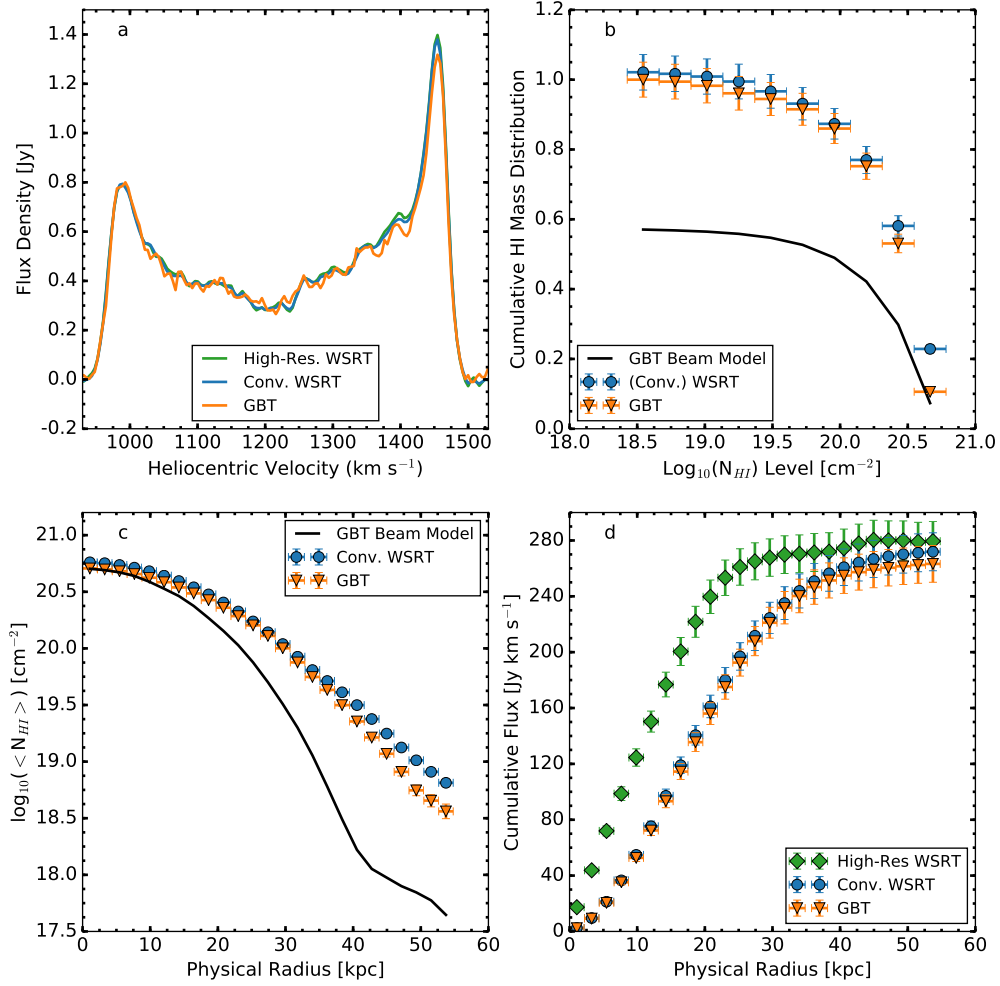 a
1.4
1.2
1.0
0.8
0.6
0.4
0.2
0.0
-0.2
Flux Density [Jy]
High-Res. WSRT
Conv. WSRT
GBT
1000 1100 1200 1300 1400 1500
Heliocentric Velocity (km s⁻¹)
b
1.2
1.0
0.8
0.6
0.4
0.2
0.0
Cumulative HI Mass Distribution
GBT Beam Model
(Conv.) WSRT
GBT
18.0 18.5 19.0 19.5 20.0 20.5 21.0
Log₁₀(N_HI) Level [cm⁻²]
c
21.0
20.5
20.0
19.5
19.0
18.5
18.0
17.5
log₁₀(< N_HI >) [cm⁻²]
GBT Beam Model
Conv. WSRT
GBT
0 10 20 30 40 50 60
Physical Radius [kpc]
d
280
240
200
160
120
80
40
0
Cumulative Flux [Jy km s⁻¹]
High-Res WSRT
Conv. WSRT
GBT
0 10 20 30 40 50 60
Physical Radius [kpc]